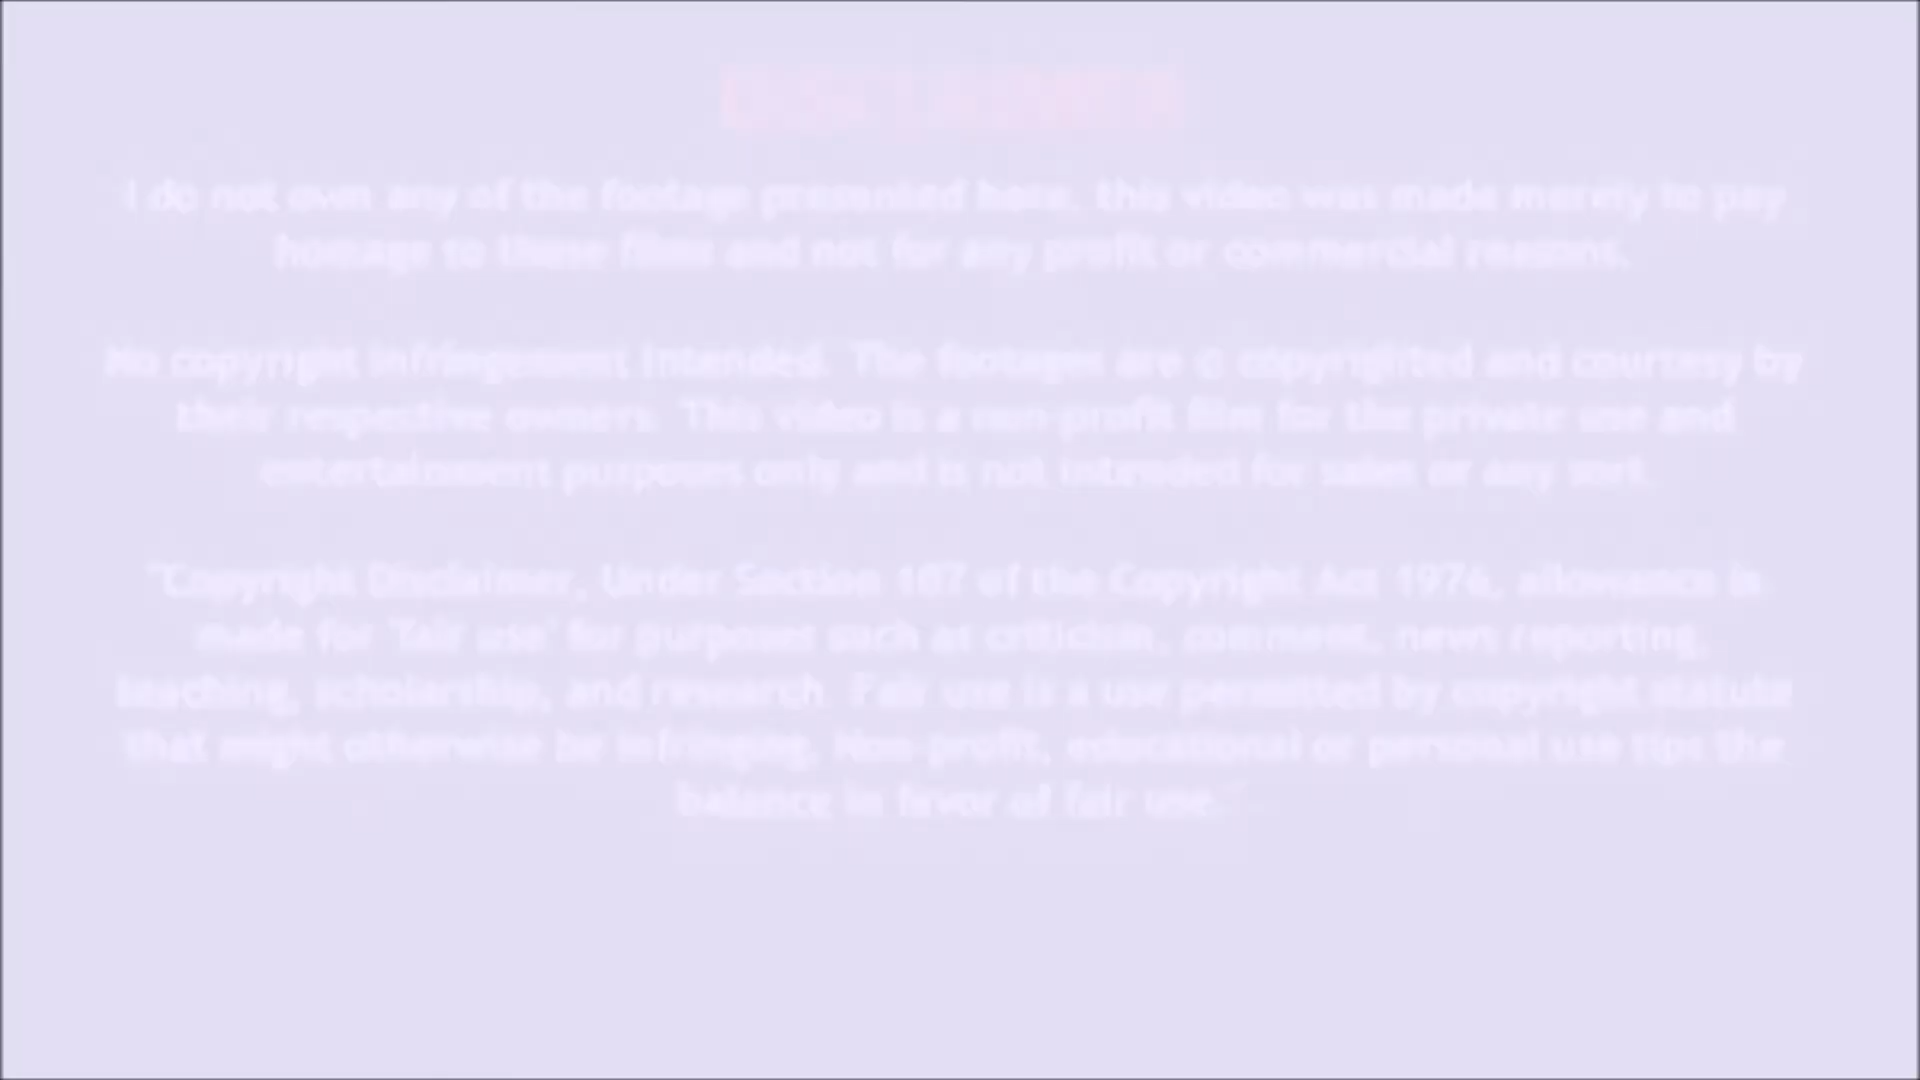 DISCLAIMER
I do not own any of the footage presented here. this video was made merely to pay
homage to these films and not for any profit or commercial reasons.
No copyright infringement intended. The footages are © copyrighted and courtesy by
their respective owners. This video is a non-profit film for the private use and
entertainment purposes only and is not intended for sales or any sort.
"Copyright Disclaimer, Under Section 107 of the Copyright Act 1976, allowance is
made for 'fair use' for purposes such as criticism, comment, news reporting,
teaching, scholarship, and research. Fair use is a use permitted by copyright statute
that might otherwise be infringing. Non-profit, educational or personal use tips the
balance in favor of fair use."